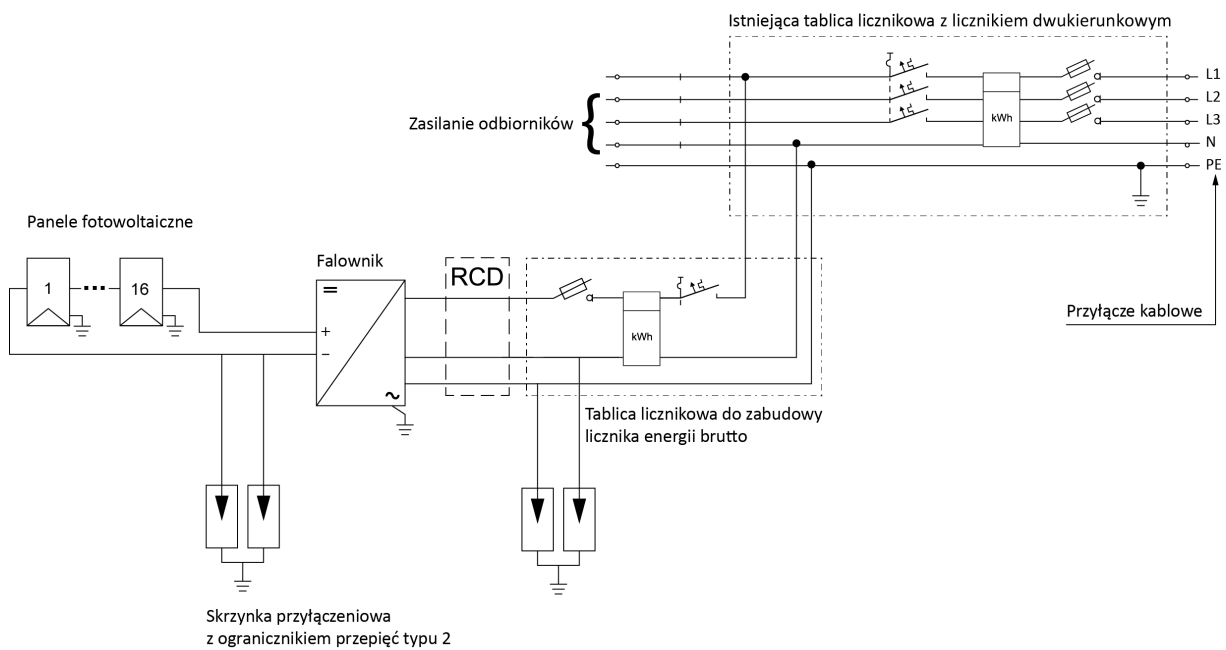 Istniejąca tablica licznikowa z licznikiem dwukierunkowym
L1
L2
L3
N
PE
kWh
Zasilanie odbiorników
Panele fotowoltaiczne
1
16
Falownik
=
+
−
~
RCD
kWh
Przyłącze kablowe
Tablica licznikowa do zabudowy
licznika energii brutto
Skrzynka przyłączeniowa
z ogranicznikiem przepięć typu 2